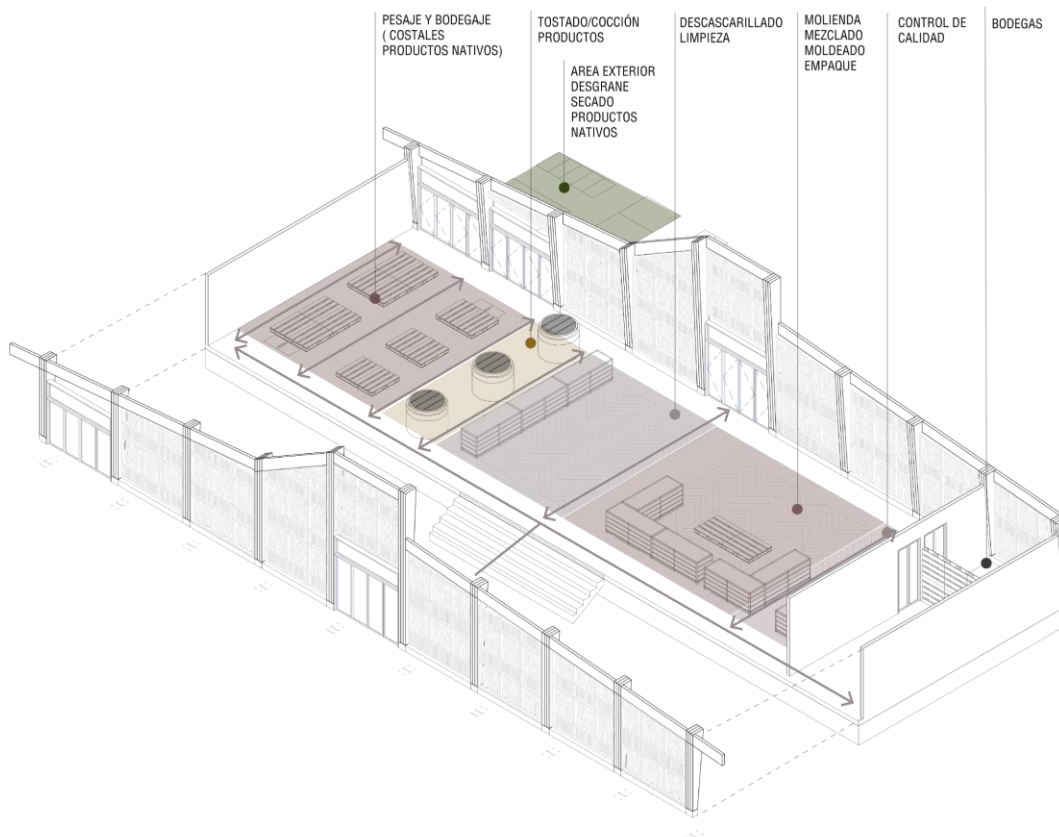 PESAJE Y BODEGAJE
( COSTALES
PRODUCTOS NATIVOS)
TOSTADO/COCCIÓN
PRODUCTOS
AREA EXTERIOR
DESGRANE
SECADO
PRODUCTOS
NATIVOS
DESCASCARILLADO
LIMPIEZA
MOLIENDA
MEZCLADO
MOLDEADO
EMPAQUE
CONTROL DE
CALIDAD
BODEGAS